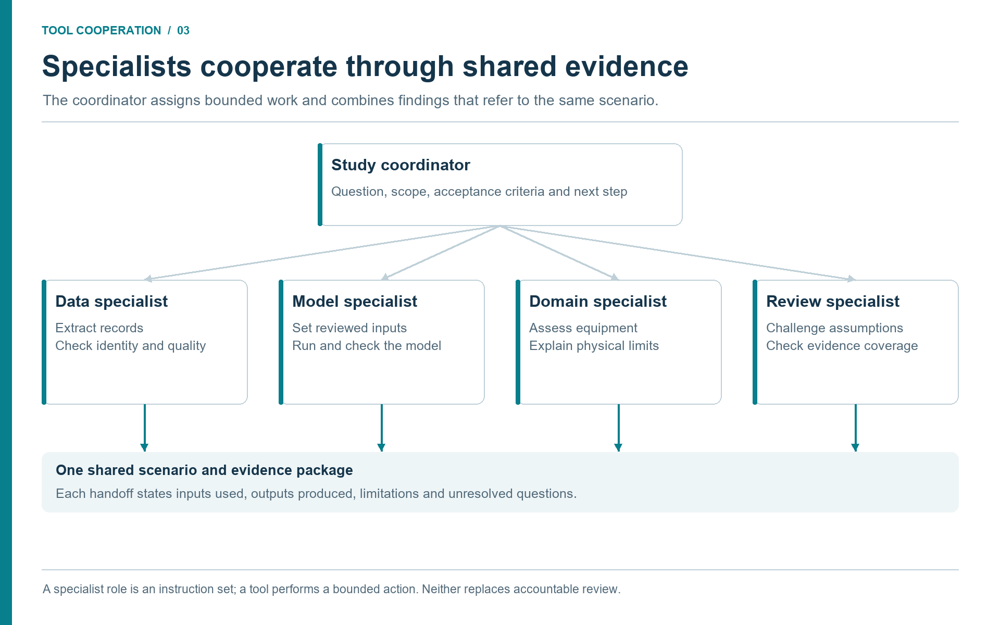 TOOL COOPERATION / 03
Specialists cooperate through shared evidence
The coordinator assigns bounded work and combines findings that refer to the same scenario.
Study coordinator
Question, scope, acceptance criteria and next step
Data specialist
Extract records
Check identity and quality
Model specialist
Set reviewed inputs
Run and check the model
Domain specialist
Assess equipment
Explain physical limits
Review specialist
Challenge assumptions
Check evidence coverage
One shared scenario and evidence package
Each handoff states inputs used, outputs produced, limitations and unresolved questions.
A specialist role is an instruction set; a tool performs a bounded action. Neither replaces accountable review.